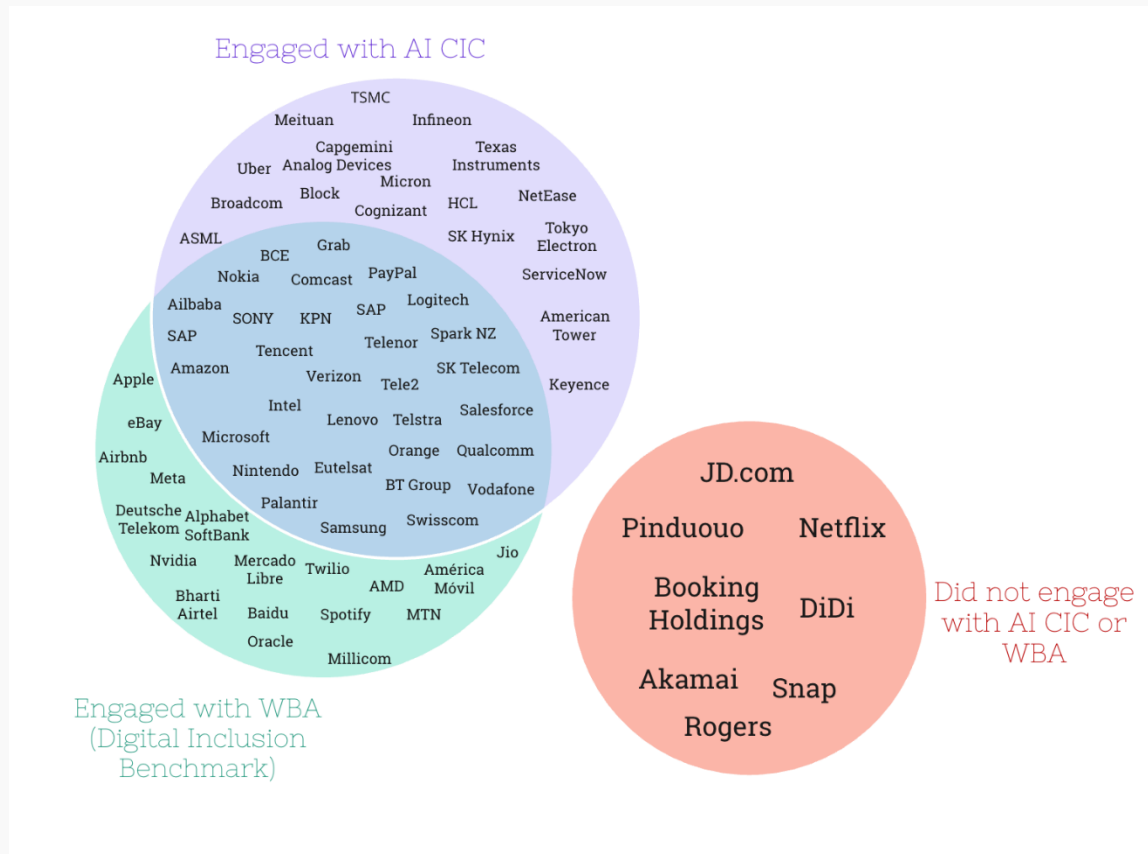 Engaged with AI CIC
TSMC
Meituan
Infineon
Capgemini
Texas
Instruments
Uber
Analog Devices
Micron
Block
NetEase
Broadcom
Cognizant
HCL
ASML
SK Hynix
Tokyo
Electron
ServiceNow
American
Tower
Keyence
BCE
Grab
Nokia
Comcast
PayPal
Ailbaba
SONY
KPN
SAP
Logitech
SAP
Tencent
Telenor
Spark NZ
Amazon
Verizon
Tele2
SK Telecom
Intel
Lenovo
Telstra
Salesforce
Microsoft
Orange
Qualcomm
Nintendo
Eutelsat
BT Group
Vodafone
Palantir
Samsung
Swisscom
Apple
eBay
Airbnb
Meta
Deutsche
Telekom
Alphabet
SoftBank
Nvidia
Mercado
Libre
Twilio
AMD
América
Móvil
Jio
Bharti
Airtel
Baidu
Spotify
MTN
Oracle
Millicom
Engaged with WBA
(Digital Inclusion
Benchmark)
JD.com
Pinduouo
Netflix
Booking
Holdings
DiDi
Akamai
Snap
Rogers
Did not engage
with AI CIC or
WBA